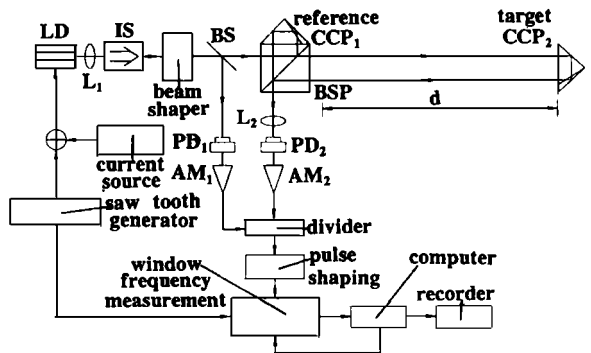 LD
IS
BS
reference
CCP1
target
CCP2
L1
beam
shaper
BSP
L2
d
PD1
PD2
current
source
AM1
AM2
saw tooth
generator
divider
pulse
shaping
window
frequency
measurement
computer
recorder